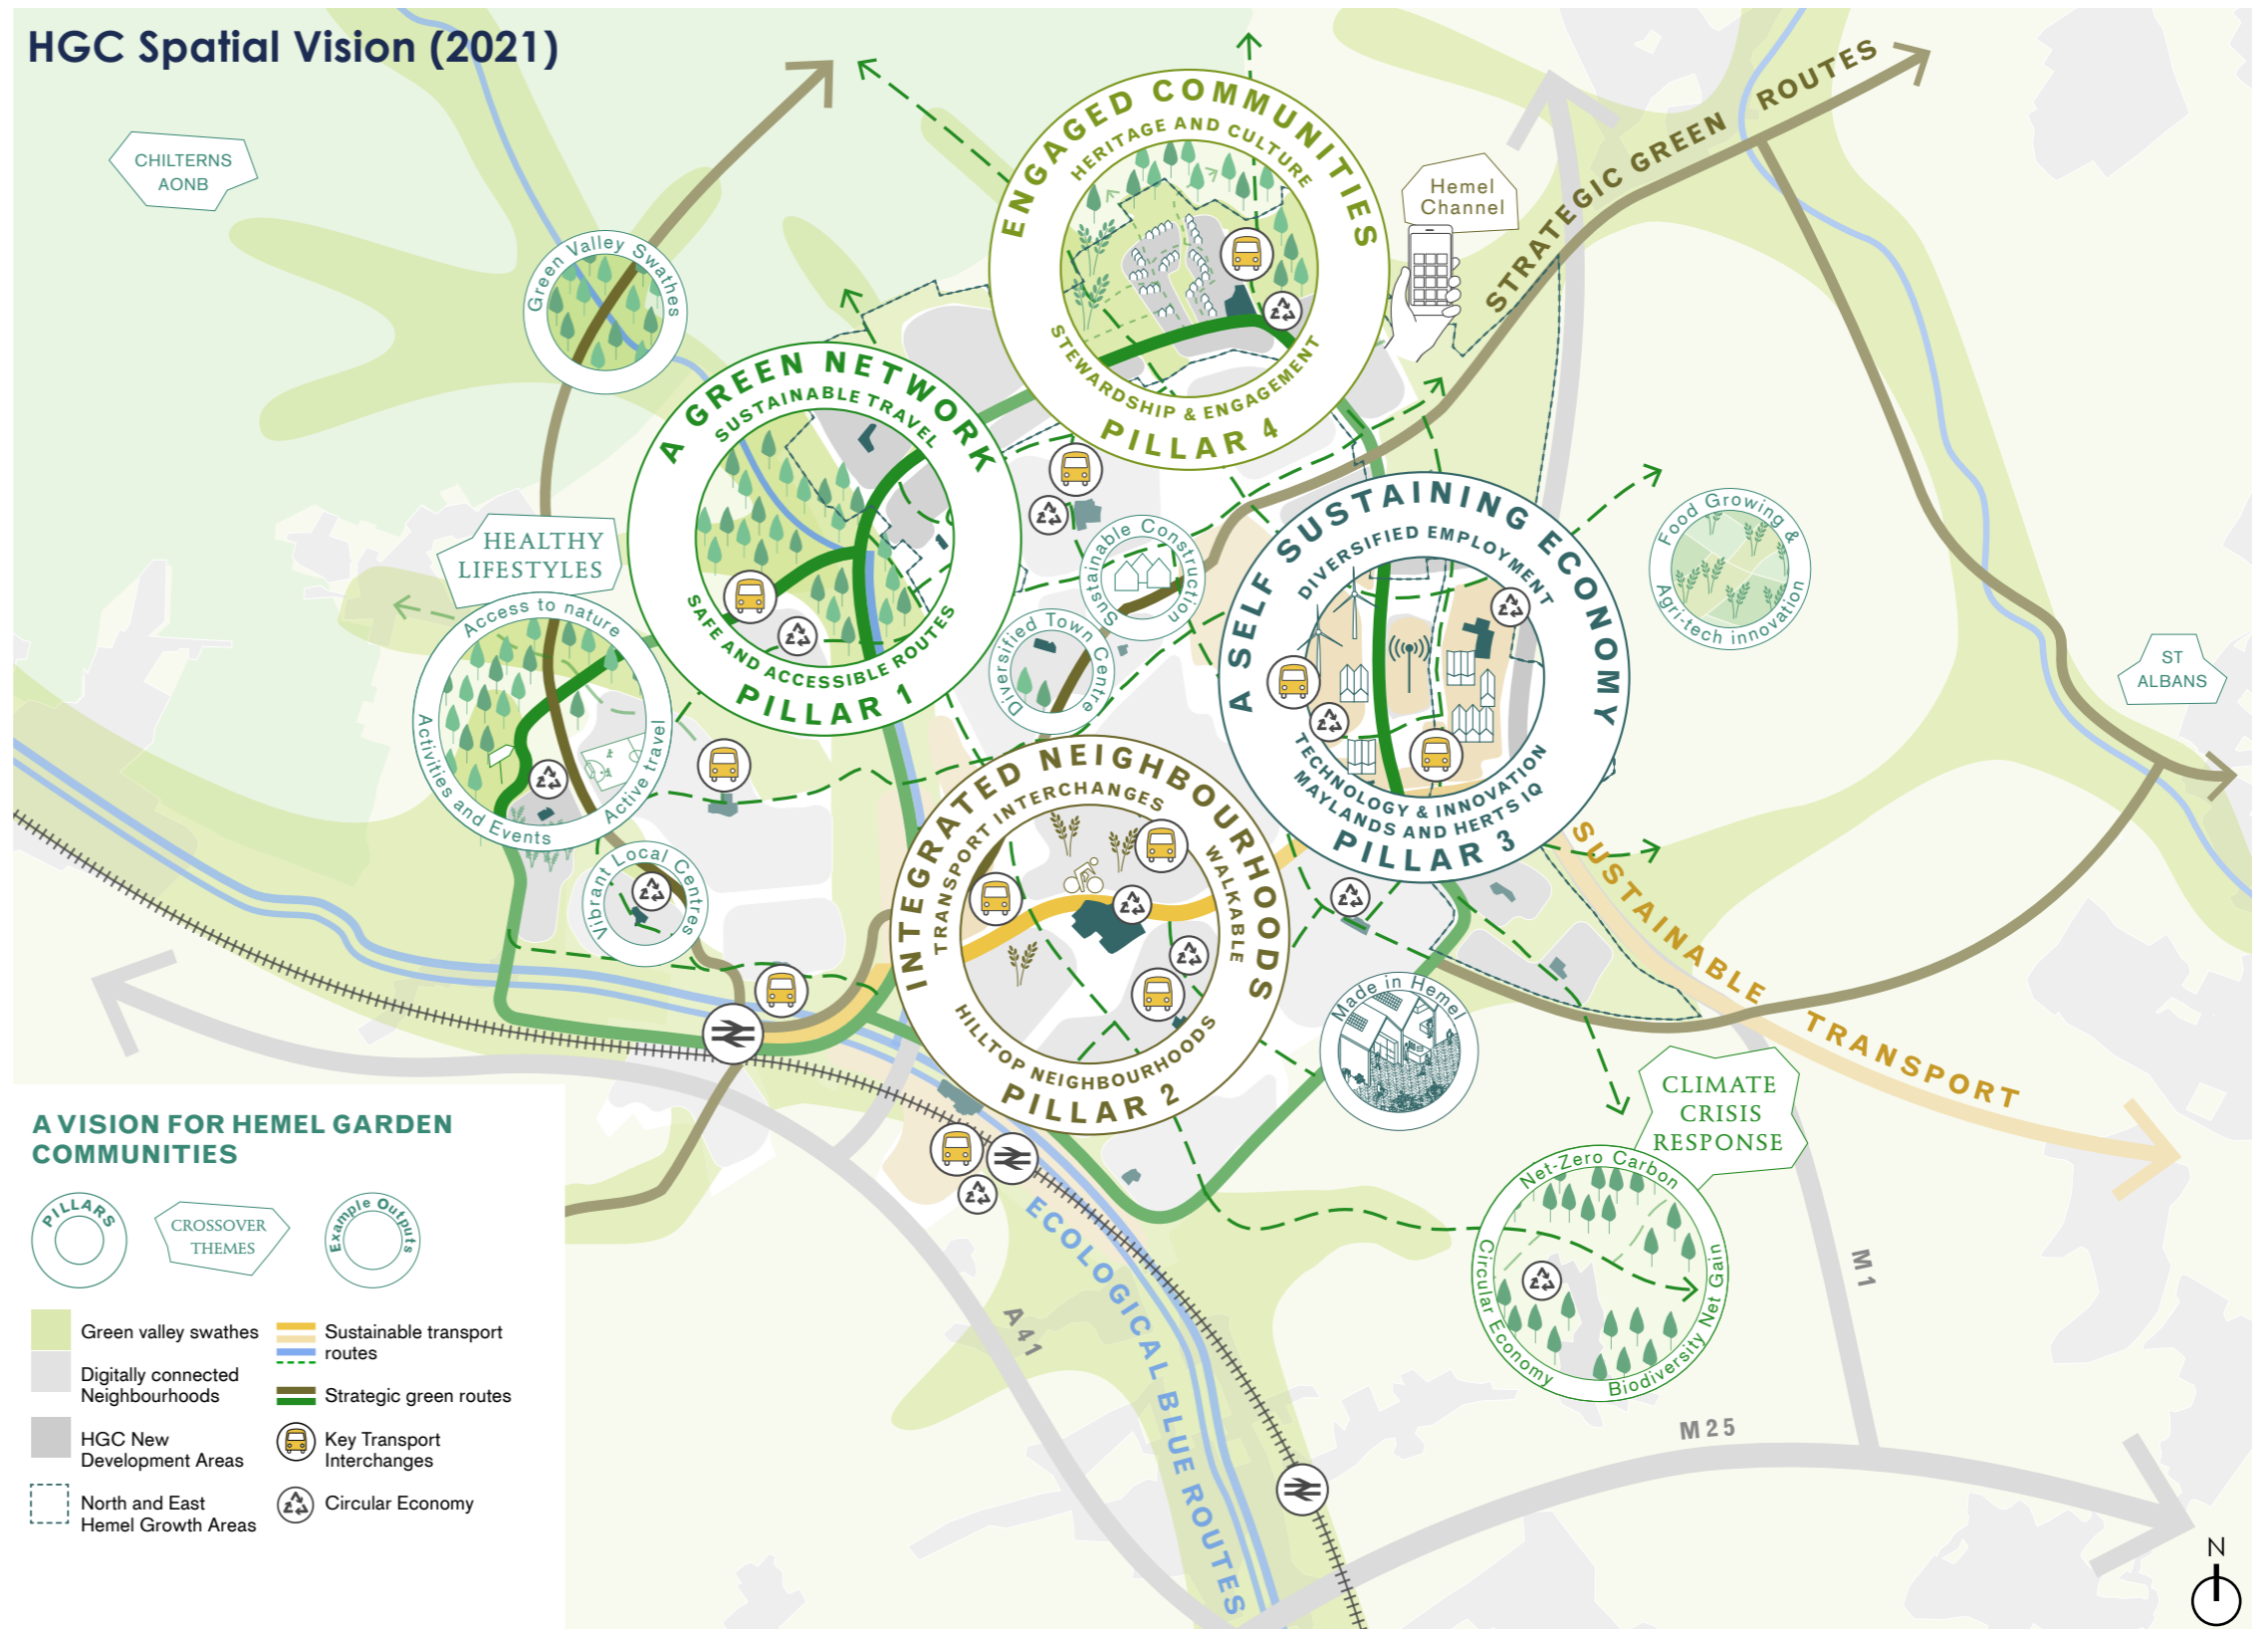 HGC Spatial Vision (2021)
CHILTERNS
AONB
Green Valley Swathes
ENGAGED COMMUNITIES
HERITAGE AND CULTURE
STEWARDSHIP & ENGAGEMENT
PILLAR 4
Hemel
Channel
STRATEGIC GREEN ROUTES
A GREEN NETWORK
SUSTAINABLE TRAVEL
SAFE AND ACCESSIBLE ROUTES
PILLAR 1
HEALTHY
LIFESTYLES
Access to nature
Activities and Events
Active travel
Vibrant Local Centres
Sustainable Construction
Diversified Town Centre
A SELF SUSTAINING ECONOMY
DIVERSIFIED EMPLOYMENT
TECHNOLOGY & INNOVATION
MAYLANDS AND HERTS IQ
PILLAR 3
Food Growing &
Agri-tech innovation
ST
ALBANS
INTEGRATED NEIGHBOURHOODS
TRANSPORT INTERCHANGES
WALKABLE
HILLTOP NEIGHBOURHOODS
PILLAR 2
Made in Hemel
SUSTAINABLE TRANSPORT
CLIMATE
CRISIS
RESPONSE
Net-Zero Carbon
Circular Economy
Biodiversity Net Gain
ECOLOGICAL BLUE ROUTES
A41
M1
M25
N
A VISION FOR HEMEL GARDEN
COMMUNITIES
PILLARS
CROSSOVER
THEMES
Example Outputs
Green valley swathes
Digitally connected
Neighbourhoods
HGC New
Development Areas
North and East
Hemel Growth Areas
Sustainable transport
routes
Strategic green routes
Key Transport
Interchanges
Circular Economy